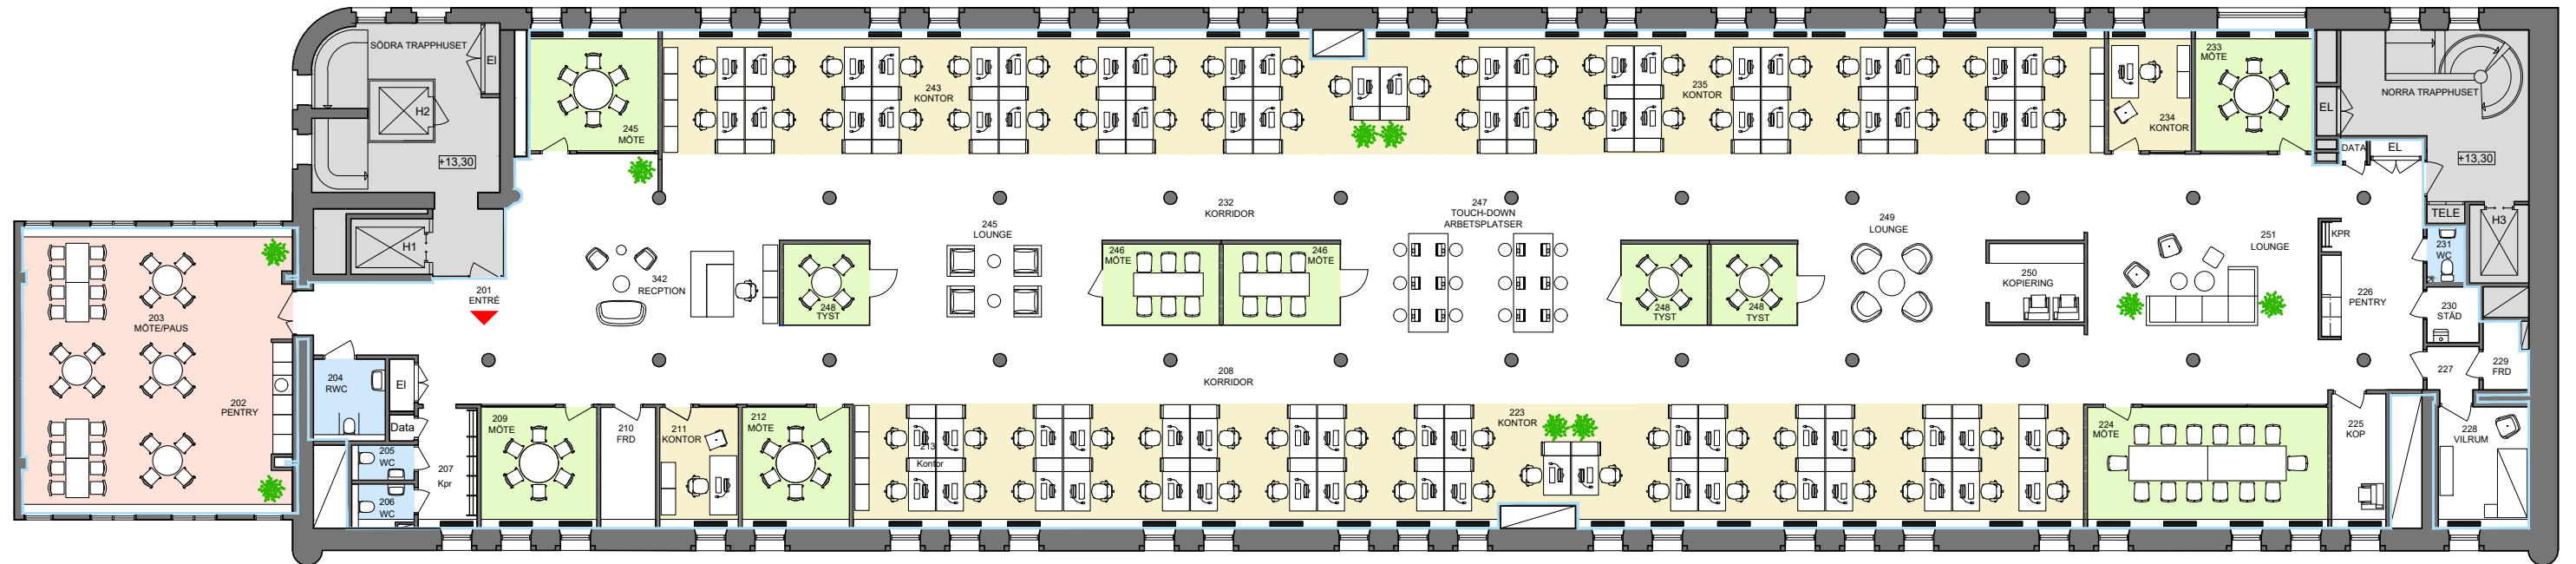 SÖDRA TRAPPHUSET
El
H2
+13,30
H1
245
MÖTE
243
KONTOR
235
KONTOR
234
KONTOR
233
MÖTE
EL
NORRA TRAPPHUSET
DATA
EL
+13,30
TELE
H3
232
KORRIDOR
247
TOUCH-DOWN
ARBETSPLATSER
245
LOUNGE
249
LOUNGE
251
LOUNGE
KPR
231
WC
246
MÖTE
246
MÖTE
342
RECPTION
201
ENTRÉ
248
TYST
248
TYST
248
TYST
250
KOPIERING
226
PENTRY
230
STÄD
203
MÖTE/PAUS
202
PENTRY
204
RWC
El
Data
205
WC
206
WC
207
Kpr
208
KORRIDOR
227
229
FRD
209
MÖTE
210
FRD
211
KONTOR
212
MÖTE
213
Kontor
223
KONTOR
224
MÖTE
225
KOP
228
VILRUM